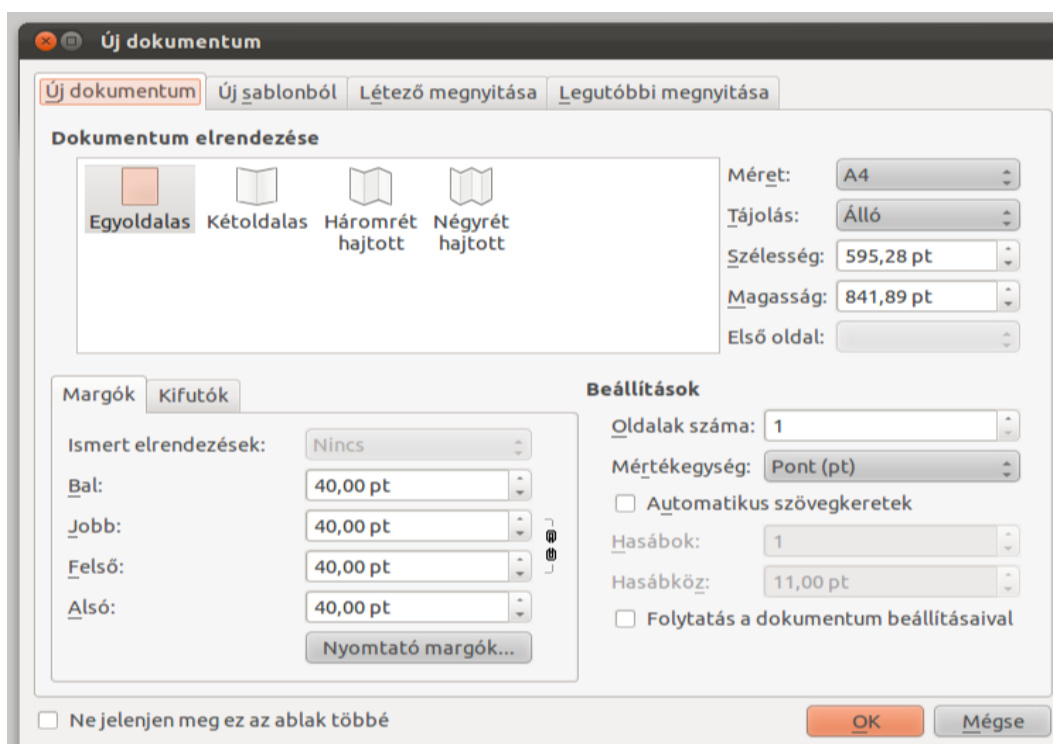 Új dokumentum
Új dokumentum Új sablonból Létező megnyitása Legutóbbi megnyitása
Dokumentum elrendezése
Egyoldalas Kétoldalas Háromrét hajtott Négyrét hajtott
Méret: A4
Tájolás: Álló
Szélesség: 595,28 pt
Magasság: 841,89 pt
Első oldal:
Margók Kifutók
Ismert elrendezések: Nincs
Bal: 40,00 pt
Jobb: 40,00 pt
Felső: 40,00 pt
Alsó: 40,00 pt
Nyomtató margók...
Beállítások
Oldalak száma: 1
Mértékegység: Pont (pt)
Automatikus szövegkeretek
Hasábok: 1
Hasábköz: 11,00 pt
Folytatás a dokumentum beállításaival
Ne jelenjen meg ez az ablak többé
OK Mégse